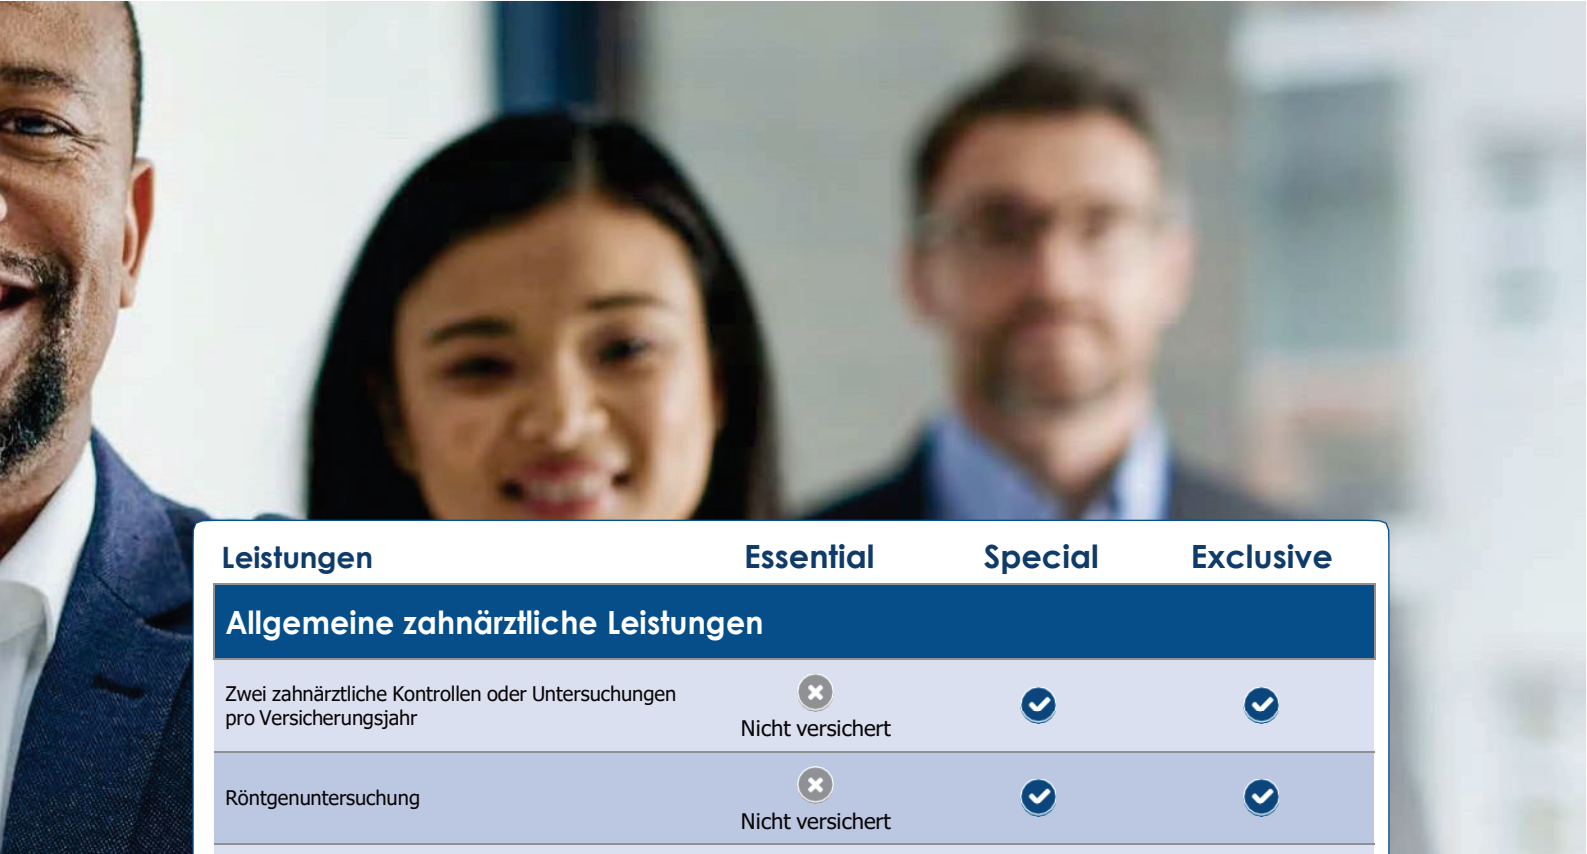 Leistungen Essential Special Exclusive
Allgemeine zahnärztliche Leistungen
Zwei zahnärztliche Kontrollen oder Untersuchungen
pro Versicherungsjahr
Nicht versichert
Röntgenuntersuchung
Nicht versichert